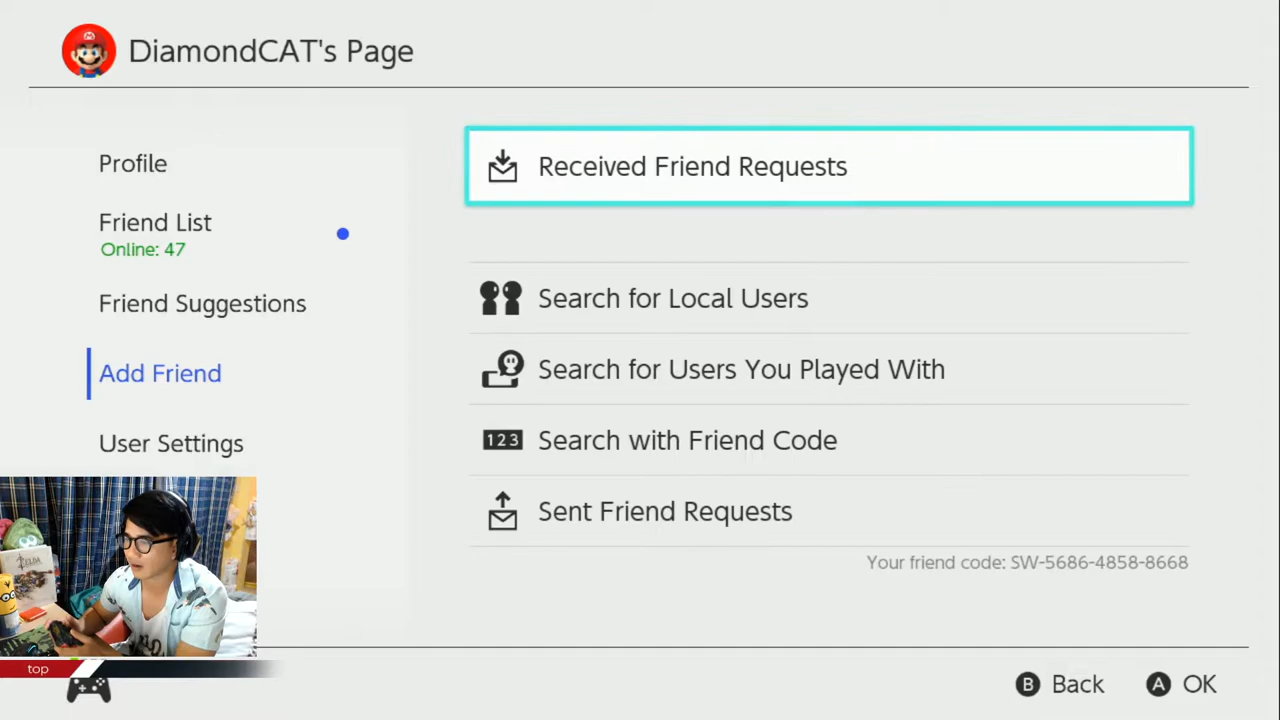 DiamondCAT's Page
Profile
Friend List
Online: 47
Friend Suggestions
Add Friend
User Settings
Received Friend Requests
Search for Local Users
Search for Users You Played With
123 Search with Friend Code
Sent Friend Requests
Your friend code: SW-5686-4858-8668
ZELDA
top
B Back
A OK